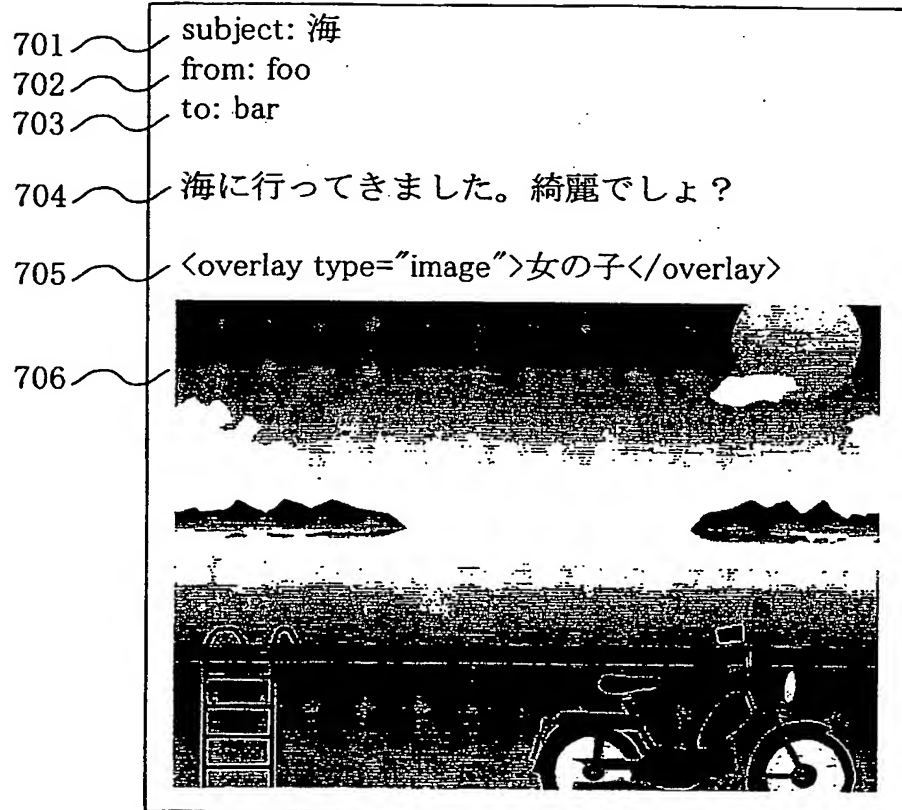 701 subject: 海
702 from: foo
703 to: bar
704 海に行ってきました。綺麗でしょ？
705 <overlay type="image">女の子</overlay>
706